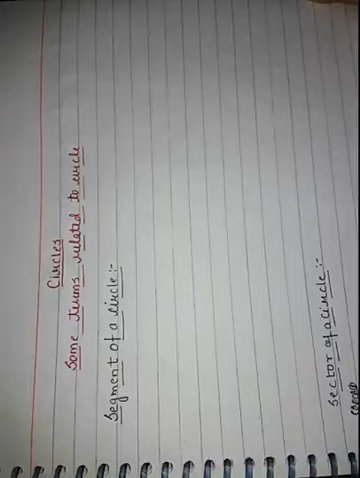 Circles
Some terms related to circle
Segment of a circle:-
Sector of a circle:-